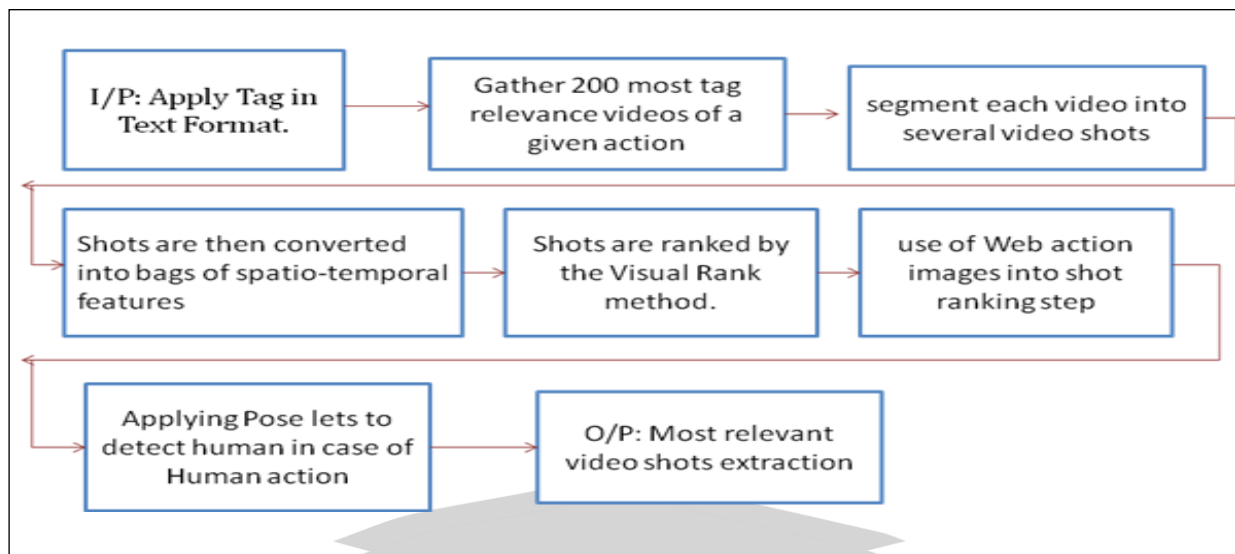 I/P: Apply Tag in
Text Format.
Gather 200 most tag
relevance videos of a
given action
segment each video into
several video shots
Shots are then converted
into bags of spatio-temporal
features
Shots are ranked by
the Visual Rank
method.
use of Web action
images into shot
ranking step
Applying Pose lets to
detect human in case of
Human action
O/P: Most relevant
video shots extraction